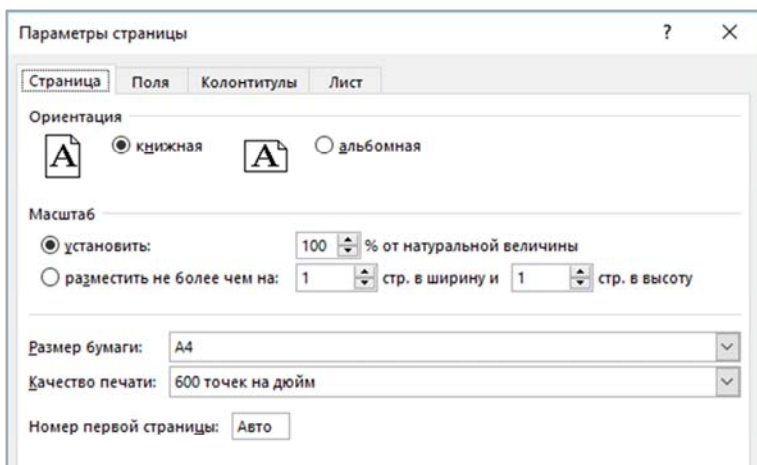 Параметры страницы ?
Страница Поля Колонтитулы Лист
Ориентация
A книжная A альбомная
Масштаб
установить: 100 % от натуральной величины
разместить не более чем на: 1 стр. в ширину и 1 стр. в высоту
Размер бумаги: A4
Качество печати: 600 точек на дюйм
Номер первой страницы: Авто